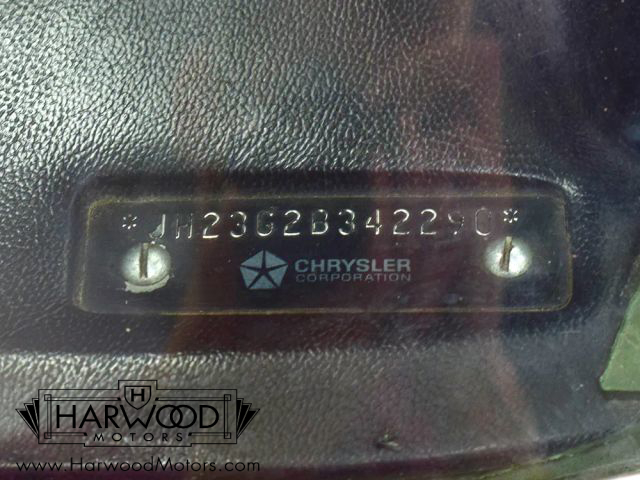 *JH23G2B342290*
CHRYSLER
CORPORATION
H
HARWOOD
MOTORS
www.HarwoodMotors.com